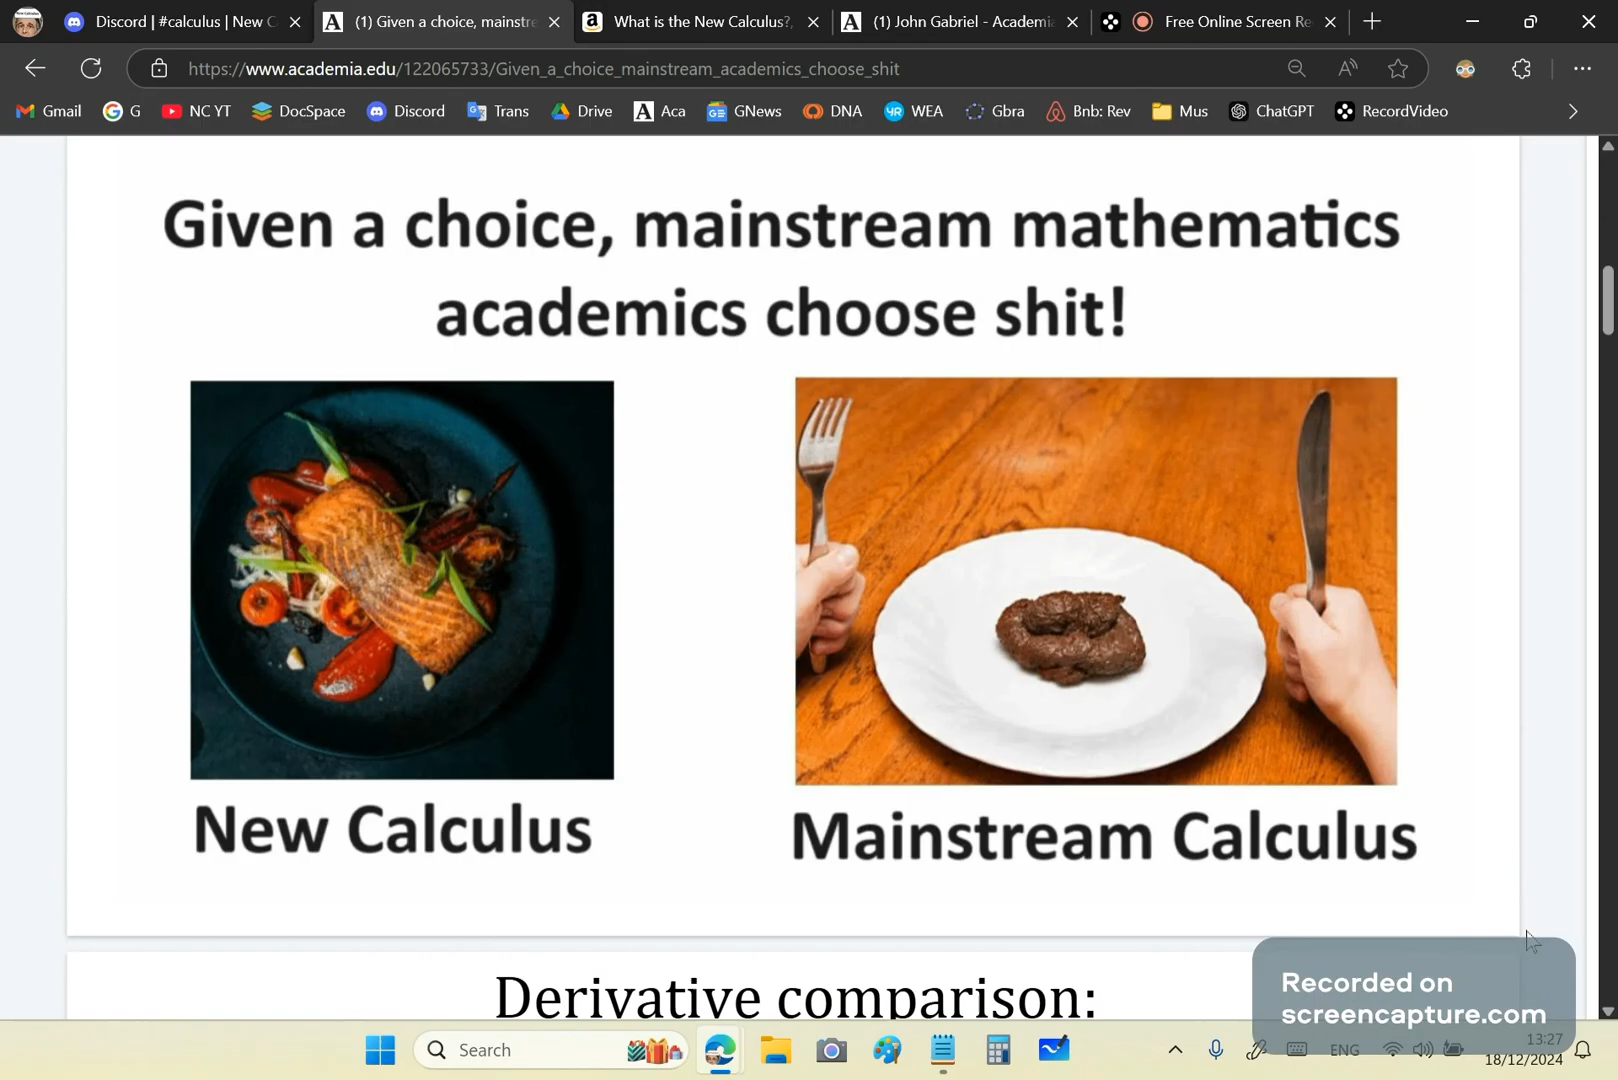 Discord | #calculus | New C
(1) Given a choice, mainstre
What is the New Calculus?,
(1) John Gabriel - Academia
Free Online Screen Re
https://www.academia.edu/122065733/Given_a_choice_mainstream_academics_choose_shit
Gmail
G
NC YT
DocSpace
Discord
Trans
Drive
Aca
GNews
DNA
WEA
Gbra
Bnb: Rev
Mus
ChatGPT
RecordVideo
Given a choice, mainstream mathematics
academics choose shit!
New Calculus
Mainstream Calculus
Derivative comparison:
Recorded on
screencapture.com
Search
ENG
13:27
18/12/2024